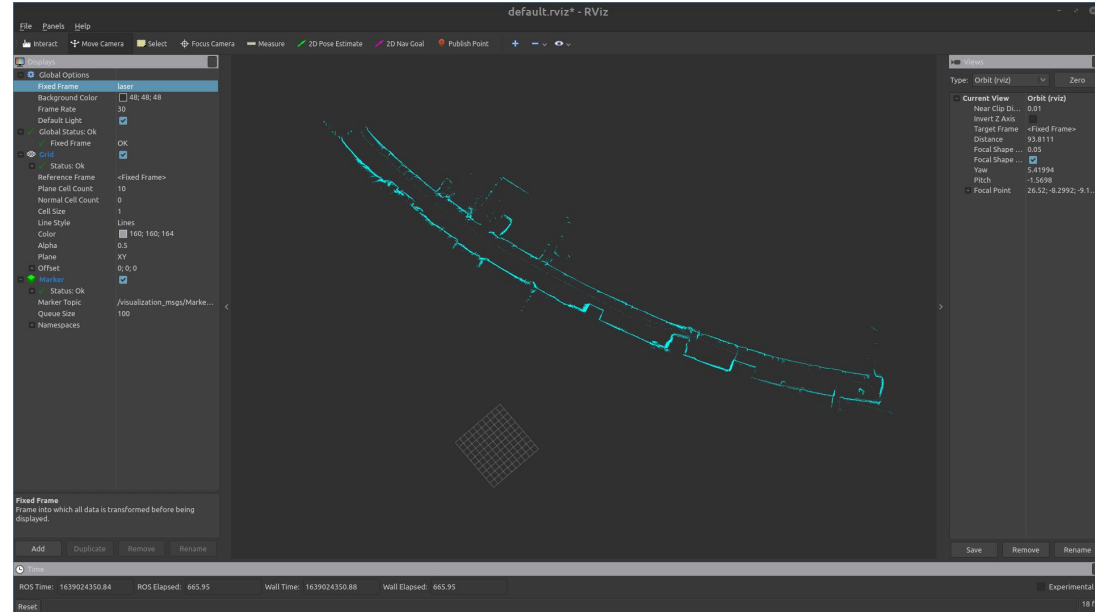 default.rviz* - RViz
File Panels Help
Interact Move Camera Select Focus Camera Measure 2D Pose Estimate 2D Nav Goal Publish Point
Displays
Global Options
Fixed Frame laser
Background Color 48; 48; 48
Frame Rate 30
Default Light
Global Status: Ok
Fixed Frame OK
Grid
Status: Ok
Reference Frame <Fixed Frame>
Plane Cell Count 10
Normal Cell Count 0
Cell Size 1
Line Style Lines
Color 160; 160; 164
Alpha 0.5
Plane XY
Offset 0; 0; 0
Marker
Status: Ok
Marker Topic /visualization_msgs/Marke...
Queue Size 100
Namespaces
Fixed Frame
Frame into which all data is transformed before being
displayed.
Add Duplicate Remove Rename
Views
Type: Orbit (rviz) Zero
Current View Orbit (rviz)
Near Clip Di... 0.01
Invert Z Axis
Target Frame <Fixed Frame>
Distance 93.8111
Focal Shape ... 0.05
Focal Shape ...
Yaw 5.41994
Pitch -1.5698
Focal Point 26.52; -8.2992; -9.1...
Save Remove Rename
Time
ROS Time: 1639024350.84 ROS Elapsed: 665.95 Wall Time: 1639024350.88 Wall Elapsed: 665.95 Experimental
Reset 18 f